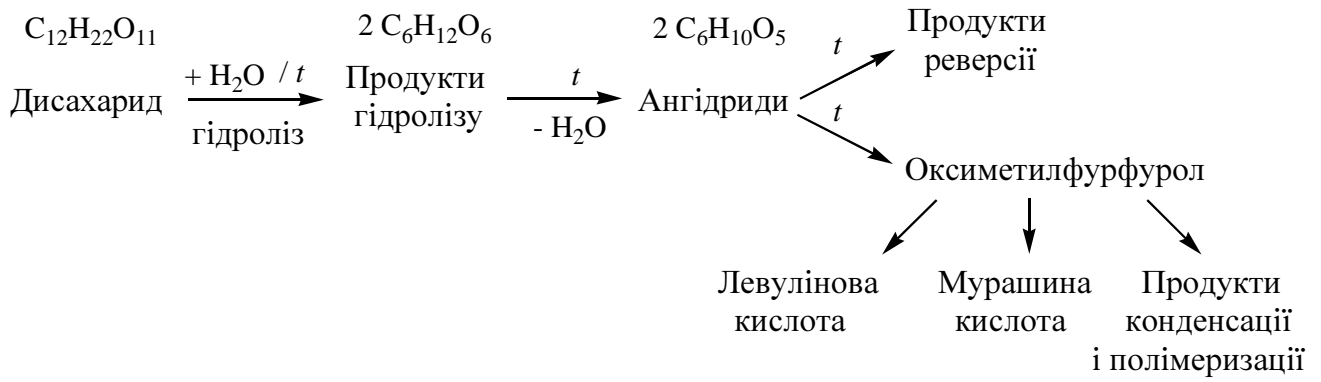 C₁₂H₂₂O₁₁
Дисахарид
+ H₂O / t
гідроліз
2 C₆H₁₂O₆
Продукти
гідролізу
t
- H₂O
2 C₆H₁₀O₅
Ангідриди
t
Продукти
реверсії
t
Оксиметилфурфурол
Левулінова
кислота
Мурашина
кислота
Продукти
конденсації
і полімеризації